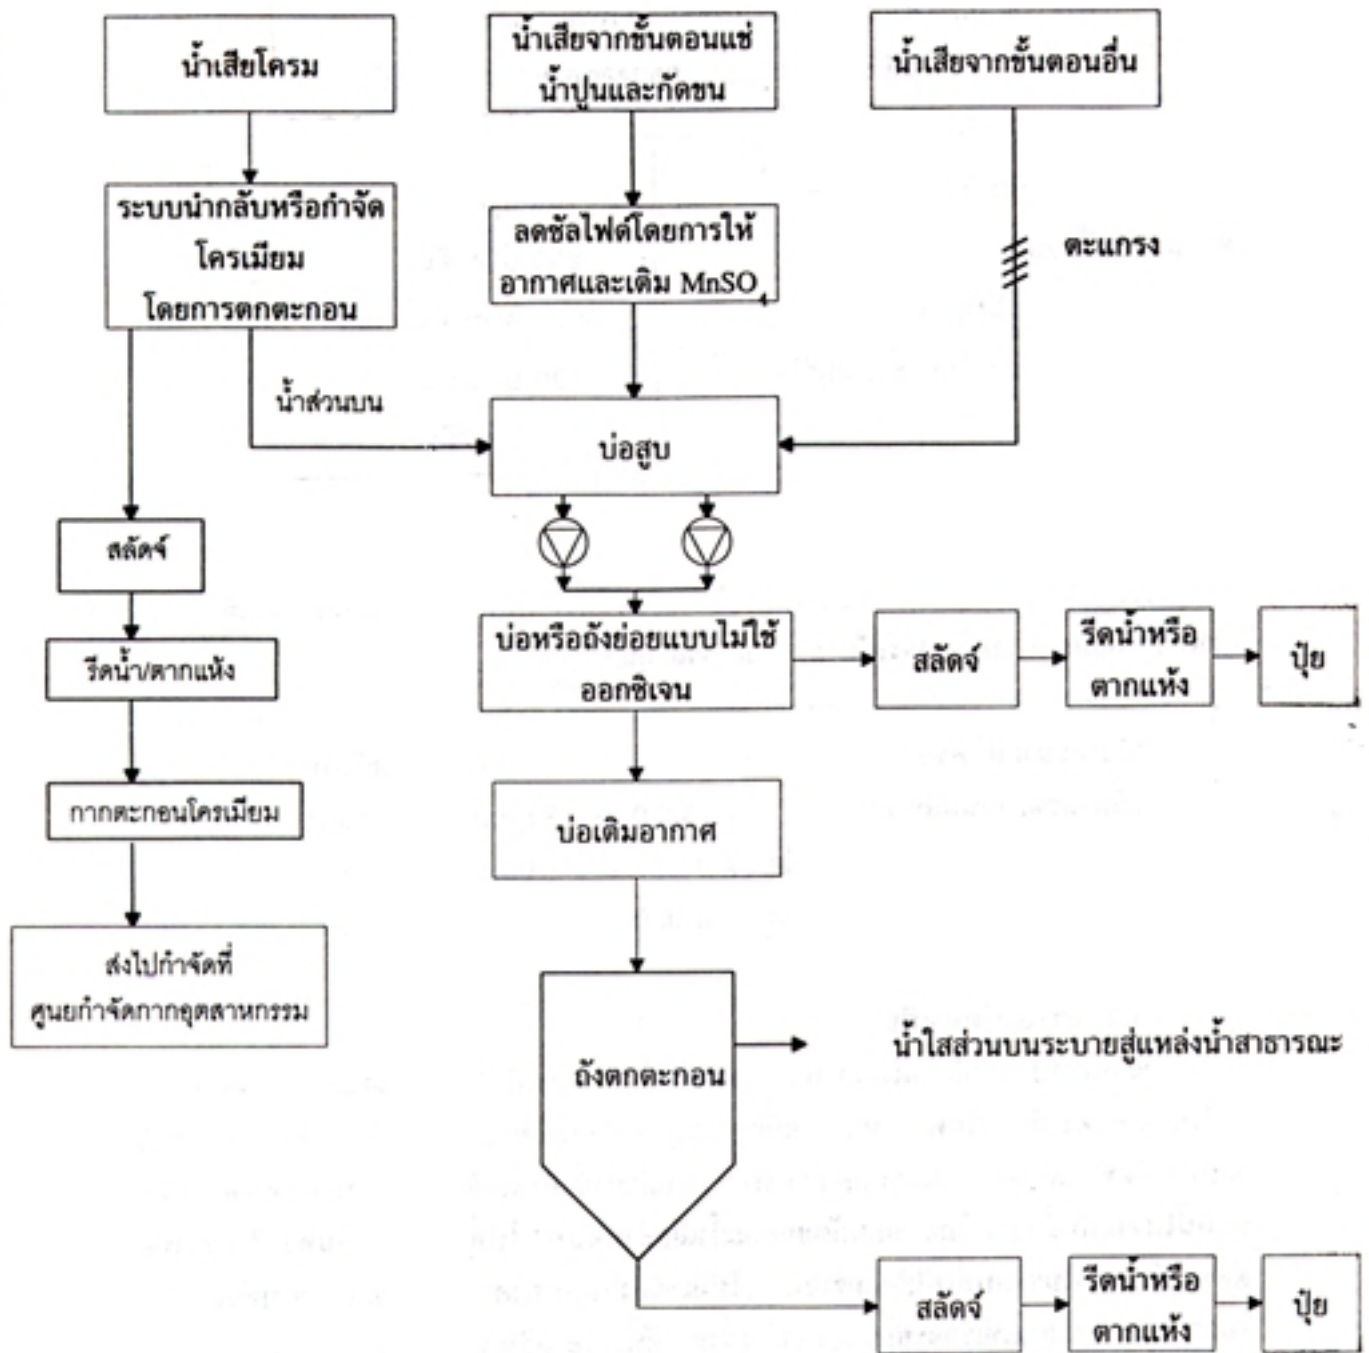 น้ำเสียโครม
น้ำเสียจากขั้นตอนแช่
น้ำปูนและกัดขน
น้ำเสียจากขั้นตอนอื่น
ระบบนำกลับหรือกำจัด
โครเมียม
โดยการตกตะกอน
ลดซัลไฟด์โดยการให้
อากาศและเติม MnSO4
ตะแกรง
น้ำส่วนบน
บ่อสูบ
สลัดจ์
รีดน้ำ/ตากแห้ง
กากตะกอนโครเมียม
ส่งไปกำจัดที่
ศูนยกำจัดกากอุตสาหกรรม
บ่อหรือถังย่อยแบบไม่ใช้
ออกซิเจน
สลัดจ์
รีดน้ำหรือ
ตากแห้ง
ปุ๋ย
บ่อเติมอากาศ
ถังตกตะกอน
น้ำใสส่วนบนระบายสู่แหล่งน้ำสาธารณะ
สลัดจ์
รีดน้ำหรือ
ตากแห้ง
ปุ๋ย